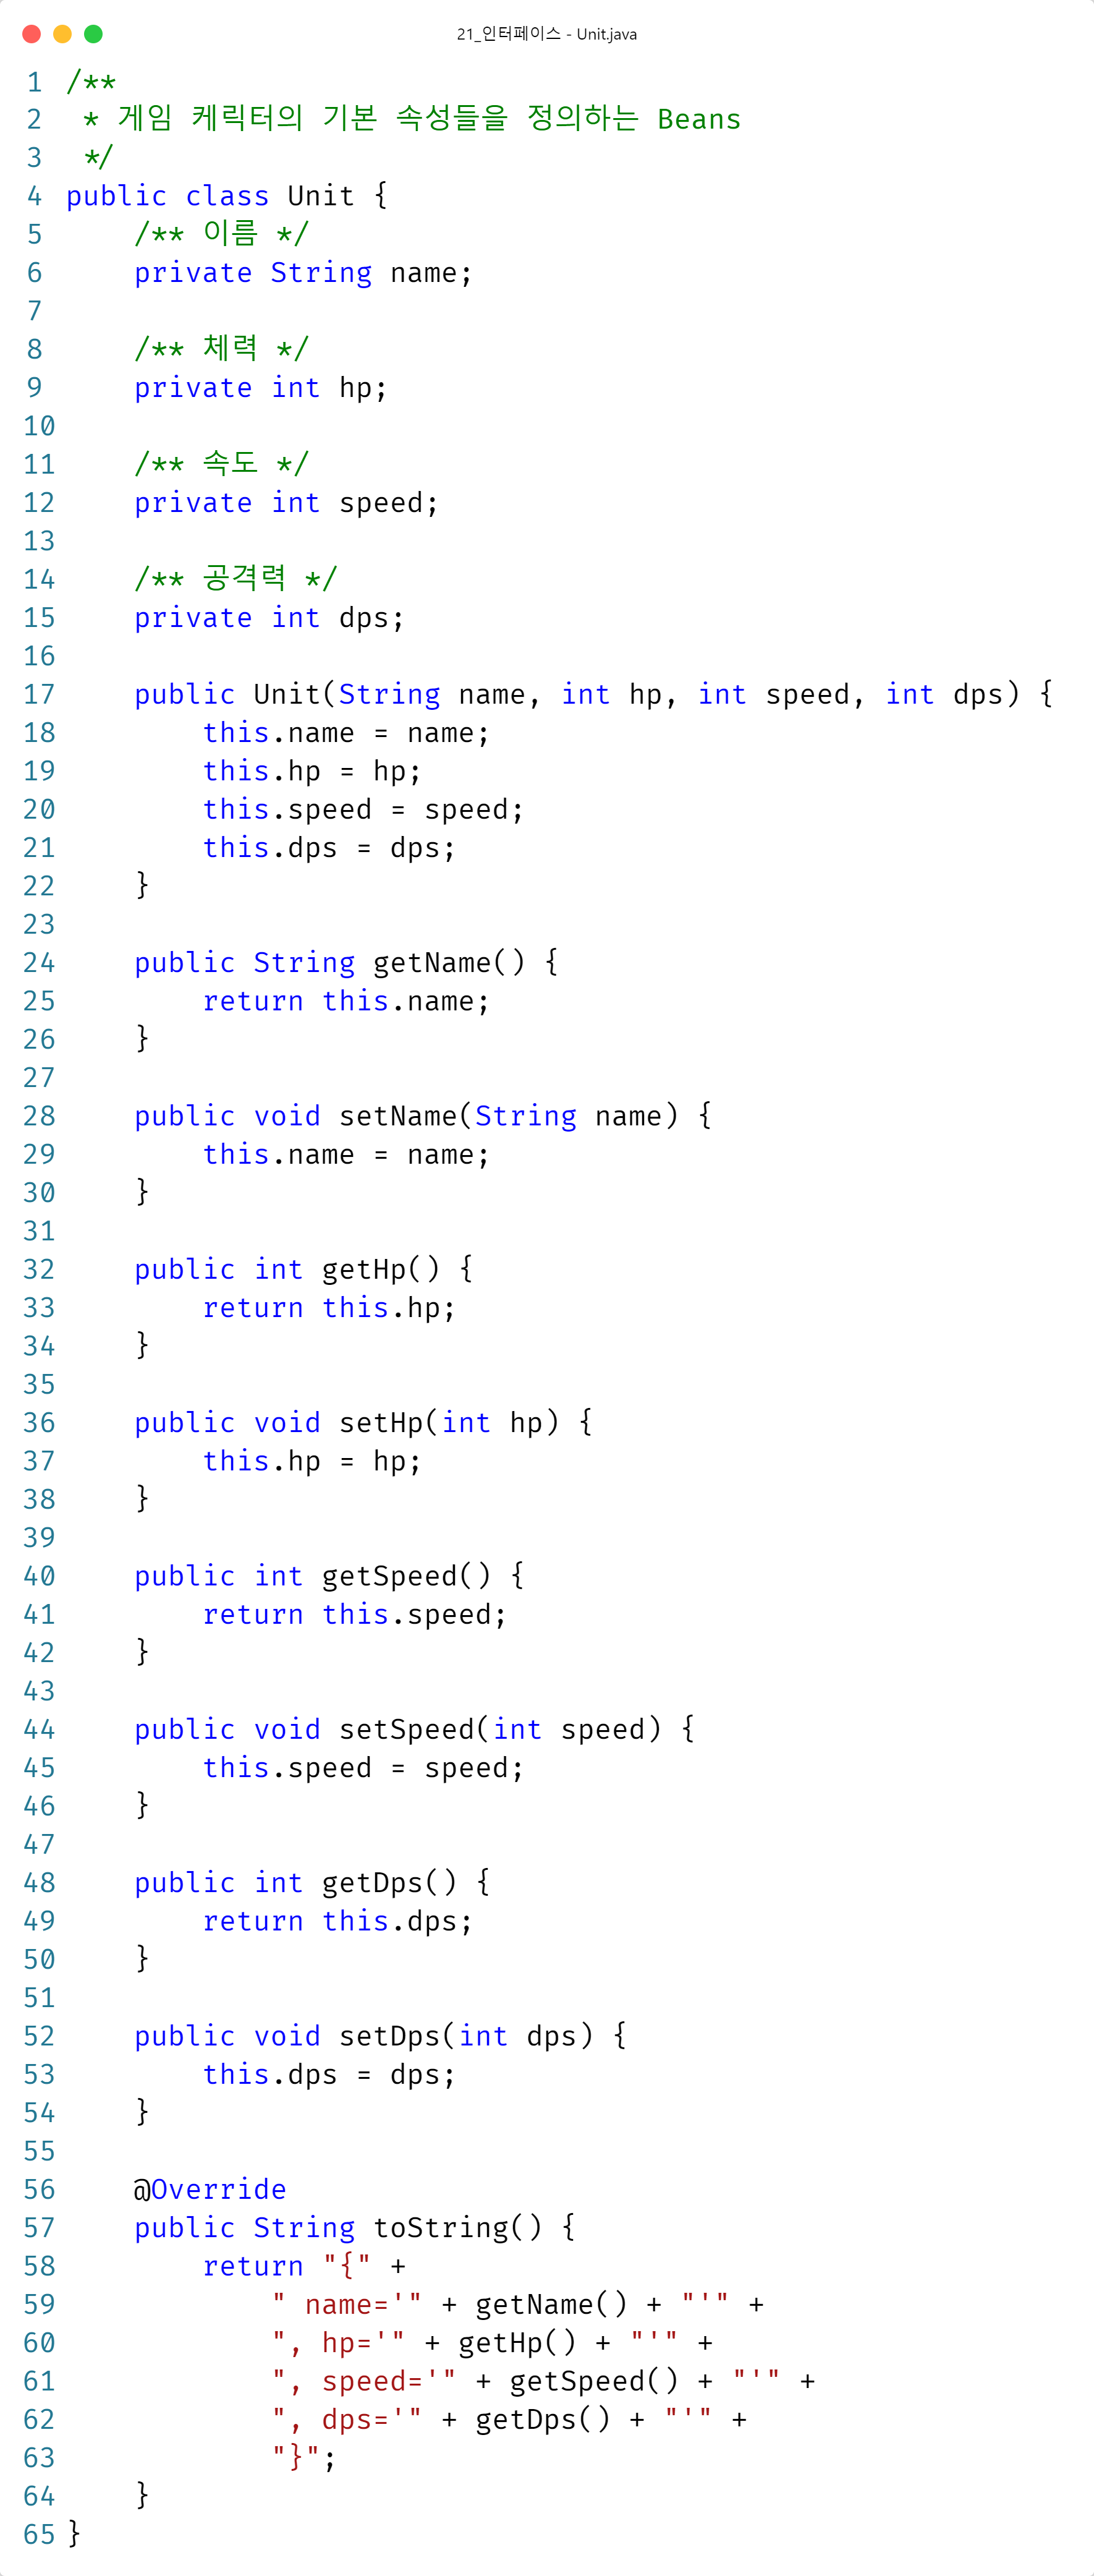 21_인터페이스 - Unit.java
1 /**
2  * 게임 케릭터의 기본 속성들을 정의하는 Beans
3  */
4 public class Unit {
5     /** 이름 */
6     private String name;
7
8     /** 체력 */
9     private int hp;
10
11     /** 속도 */
12     private int speed;
13
14     /** 공격력 */
15     private int dps;
16
17     public Unit(String name, int hp, int speed, int dps) {
18         this.name = name;
19         this.hp = hp;
20         this.speed = speed;
21         this.dps = dps;
22     }
23
24     public String getName() {
25         return this.name;
26     }
27
28     public void setName(String name) {
29         this.name = name;
30     }
31
32     public int getHp() {
33         return this.hp;
34     }
35
36     public void setHp(int hp) {
37         this.hp = hp;
38     }
39
40     public int getSpeed() {
41         return this.speed;
42     }
43
44     public void setSpeed(int speed) {
45         this.speed = speed;
46     }
47
48     public int getDps() {
49         return this.dps;
50     }
51
52     public void setDps(int dps) {
53         this.dps = dps;
54     }
55
56     @Override
57     public String toString() {
58         return "{" +
59             " name='" + getName() + "'" +
60             ", hp='" + getHp() + "'" +
61             ", speed='" + getSpeed() + "'" +
62             ", dps='" + getDps() + "'" +
63             "}";
64     }
65 }